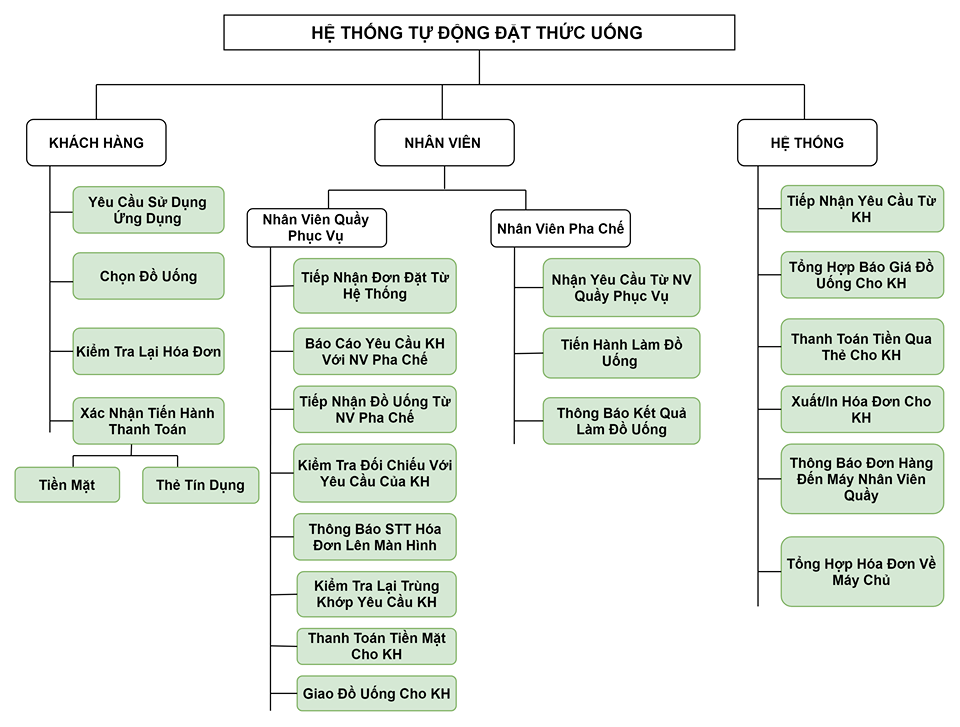 HỆ THỐNG TỰ ĐỘNG ĐẶT THỨC UỐNG
KHÁCH HÀNG
Yêu Cầu Sử Dụng
Ứng Dụng
Chọn Đồ Uống
Kiểm Tra Lại Hóa Đơn
Xác Nhận Tiến Hành
Thanh Toán
Tiền Mặt
Thẻ Tín Dụng
NHÂN VIÊN
Nhân Viên Quầy
Phục Vụ
Tiếp Nhận Đơn Đặt Từ
Hệ Thống
Báo Cáo Yêu Cầu KH
Với NV Pha Chế
Tiếp Nhận Đồ Uống Từ
NV Pha Chế
Kiểm Tra Đối Chiếu Với
Yêu Cầu Của KH
Thông Báo STT Hóa
Đơn Lên Màn Hình
Kiểm Tra Lại Trùng
Khớp Yêu Cầu KH
Thanh Toán Tiền Mặt
Cho KH
Giao Đồ Uống Cho KH
Nhân Viên Pha Chế
Nhận Yêu Cầu Từ NV
Quầy Phục Vụ
Tiến Hành Làm Đồ
Uống
Thông Báo Kết Quả
Làm Đồ Uống
HỆ THỐNG
Tiếp Nhận Yêu Cầu Từ
KH
Tổng Hợp Báo Giá Đồ
Uống Cho KH
Thanh Toán Tiền Qua
Thẻ Cho KH
Xuất/In Hóa Đơn Cho
KH
Thông Báo Đơn Hàng
Đến Máy Nhân Viên
Quầy
Tổng Hợp Hóa Đơn Về
Máy Chủ